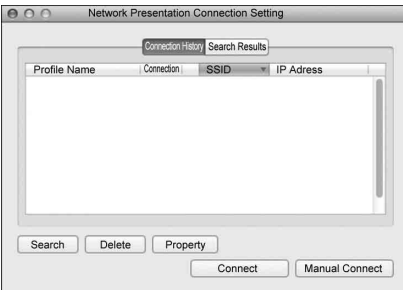 Network Presentation Connection Setting
Connection History Search Results
Profile Name Connection SSID IP Adress
Search Delete Property
Connect Manual Connect